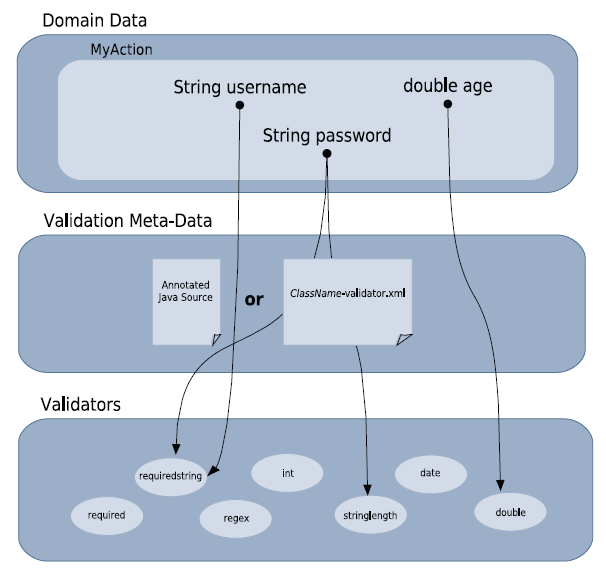 Domain Data
MyAction
String username
double age
String password
Validation Meta-Data
Annotated
Java Source
or
ClassName-validator.xml
Validators
requiredstring
int
date
required
regex
stringlength
double